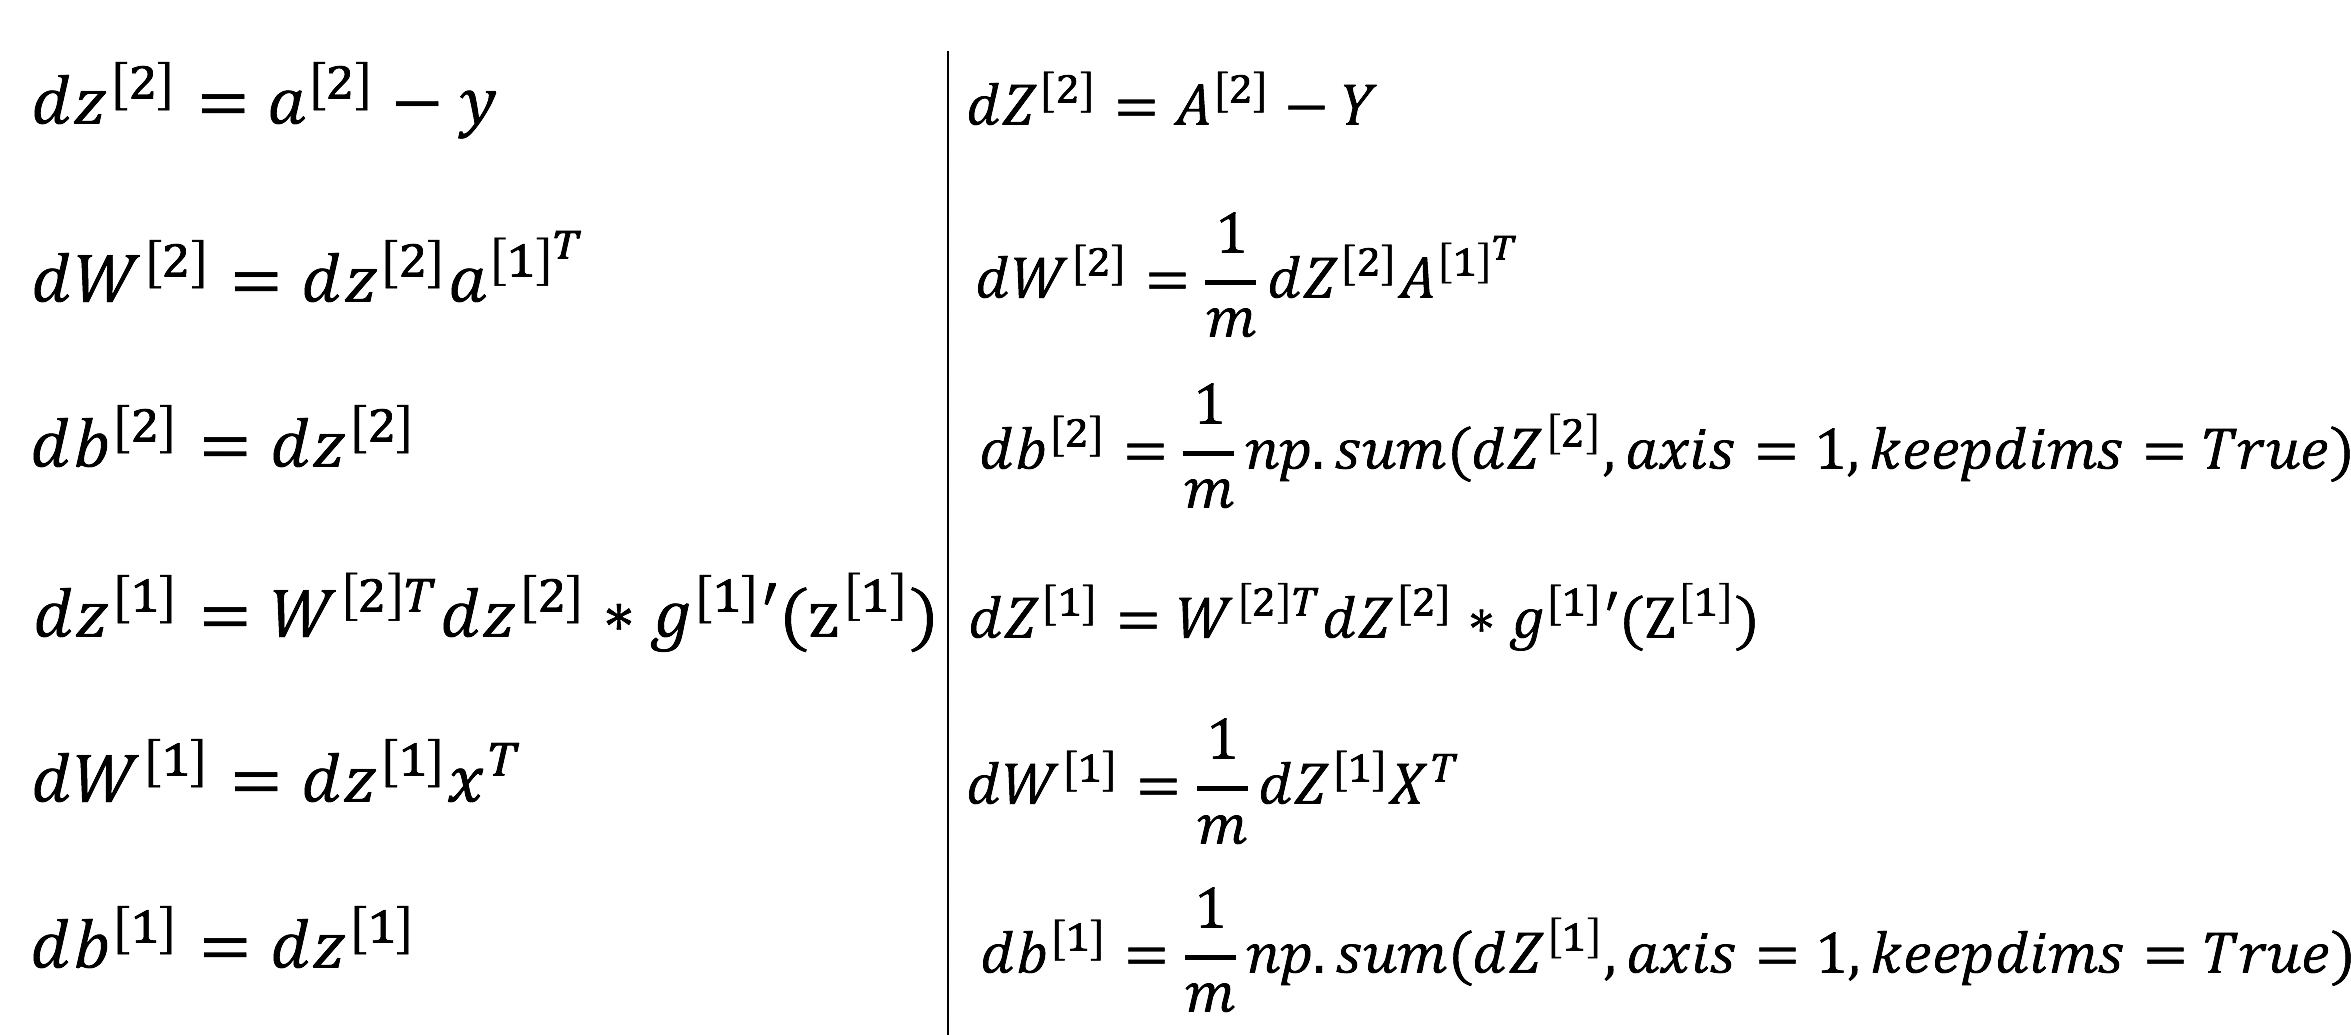 dz^[2] = a^[2] − y
dW^[2] = dz^[2] a^[1]^T
db^[2] = dz^[2]
dz^[1] = W^[2]T dz^[2] ∗ g^[1]′(z^[1])
dW^[1] = dz^[1] x^T
db^[1] = dz^[1]
dZ^[2] = A^[2] − Y
dW^[2] = 1/m dZ^[2] A^[1]^T
db^[2] = 1/m np.sum(dZ^[2], axis = 1, keepdims = True)
dZ^[1] = W^[2]T dZ^[2] ∗ g^[1]′(Z^[1])
dW^[1] = 1/m dZ^[1] X^T
db^[1] = 1/m np.sum(dZ^[1], axis = 1, keepdims = True)